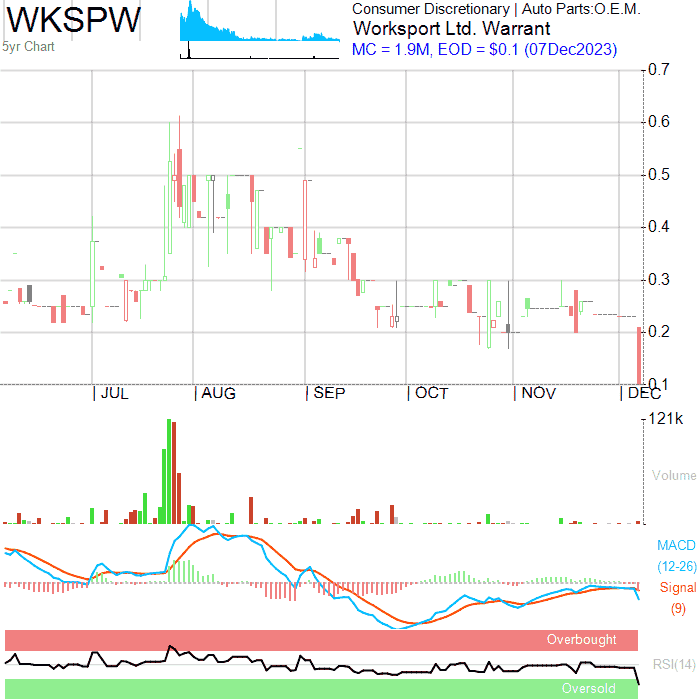 WKSPW
5yr Chart
Consumer Discretionary | Auto Parts:O.E.M.
Worksport Ltd. Warrant
MC = 1.9M, EOD = $0.1 (07Dec2023)
0.7
0.6
0.5
0.4
0.3
0.2
0.1
JUL AUG SEP OCT NOV DEC
121k
Volume
MACD
(12-26)
Signal
(9)
Overbought
RSI(14)
Oversold